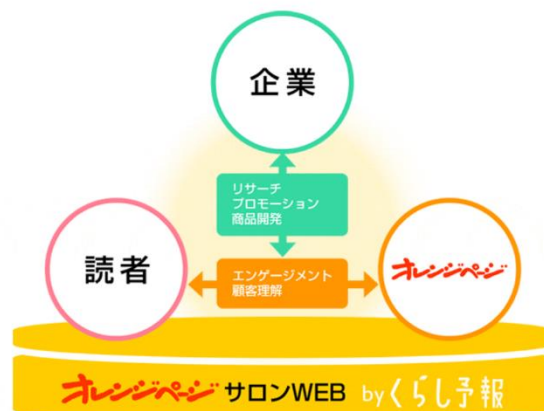 企業
リサーチ
プロモーション
商品開発
読者
エンゲージメント
顧客理解
オレンジページ
オレンジページ サロンWEB by くらし予報